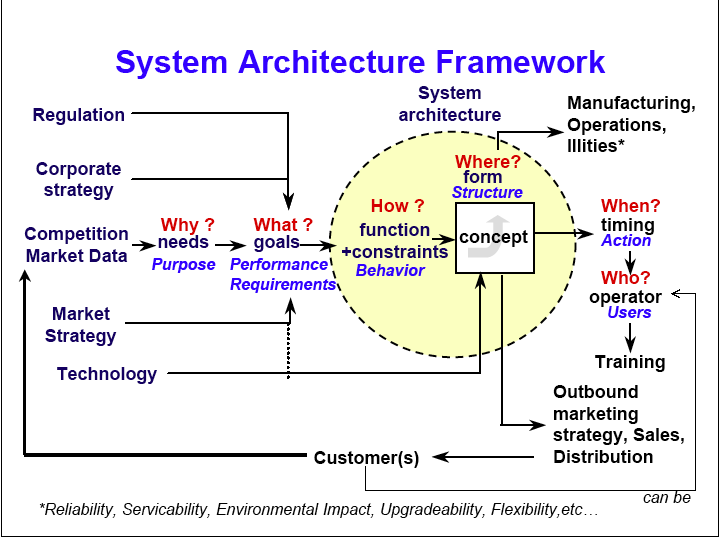 System Architecture Framework
System
architecture
Regulation
Manufacturing,
Operations,
Illities*
Corporate
strategy
Where?
form
Structure
Competition
Market Data
Why ?
needs
Purpose
What ?
goals
Performance
Requirements
How ?
function
+constraints
Behavior
concept
When?
timing
Action
Who?
operator
Users
Training
Market
Strategy
Technology
Outbound
marketing
strategy, Sales,
Distribution
Customer(s)
can be
*Reliability, Servicability, Environmental Impact, Upgradeability, Flexibility,etc…